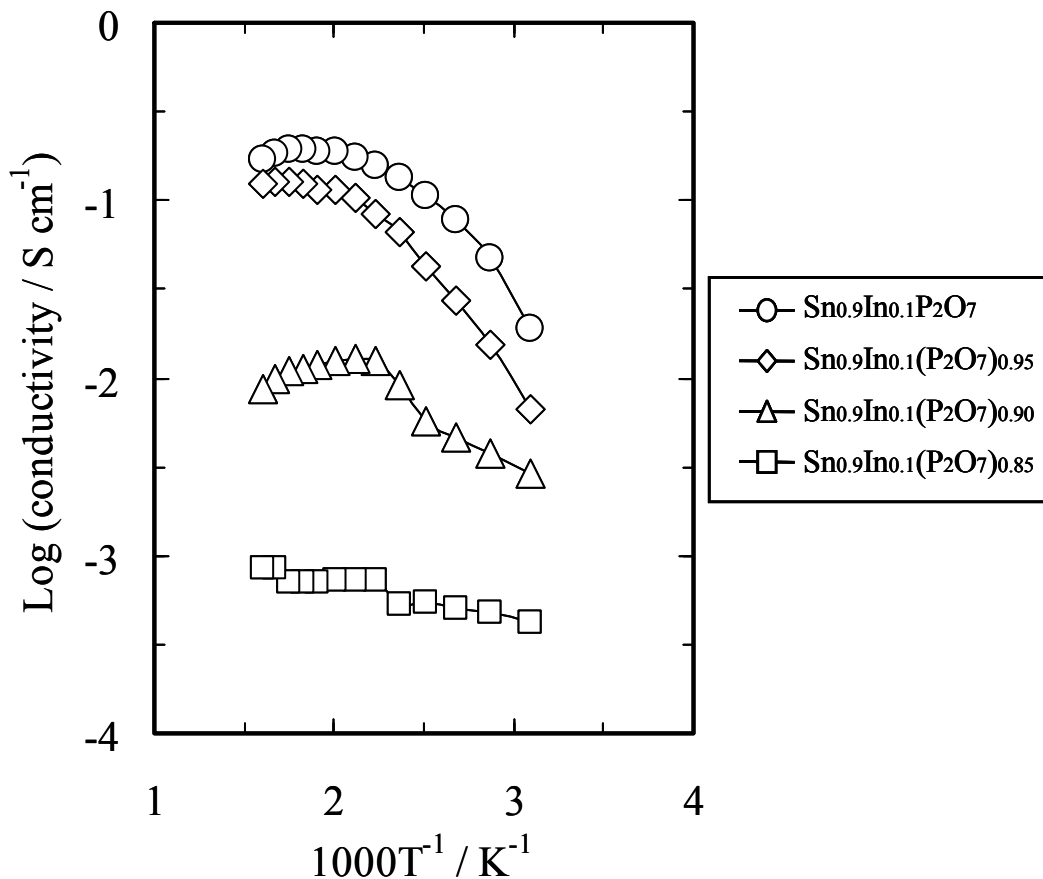 0
-1
-2
-3
-4
Log (conductivity / S cm⁻¹)
1 2 3 4
1000T⁻¹ / K⁻¹
Sn0.9In0.1P2O7
Sn0.9In0.1(P2O7)0.95
Sn0.9In0.1(P2O7)0.90
Sn0.9In0.1(P2O7)0.85